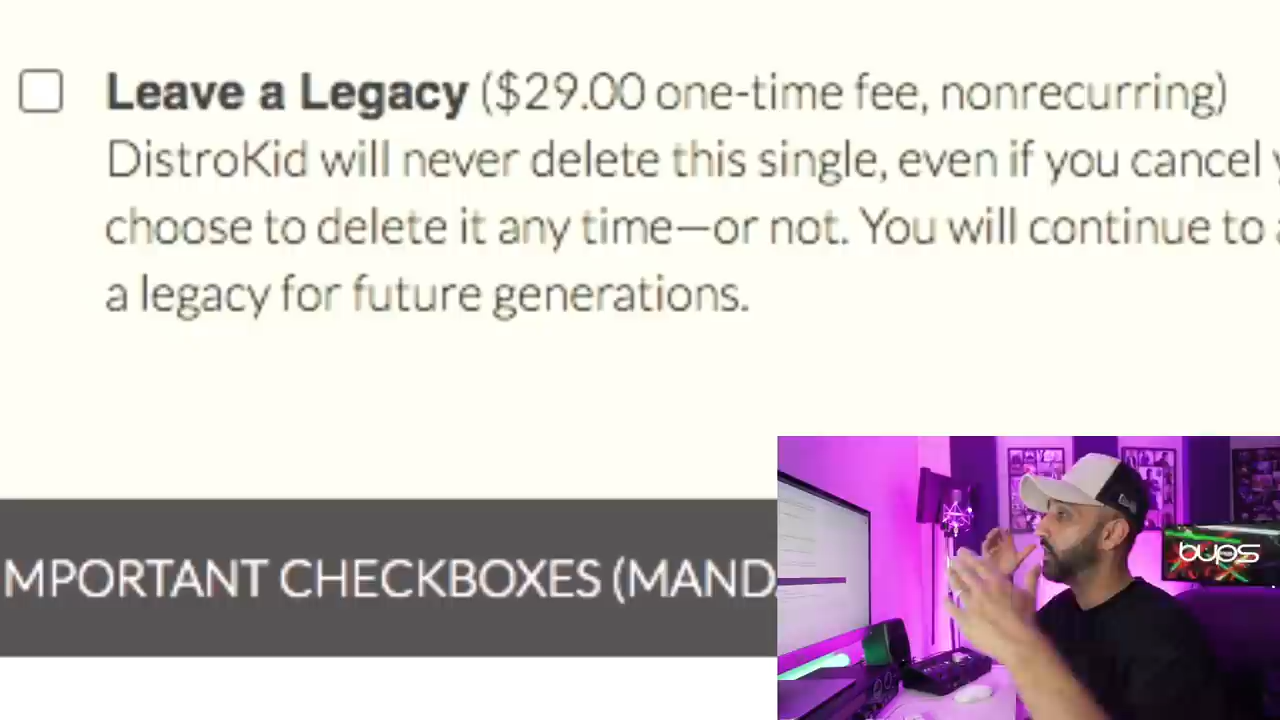 Leave a Legacy ($29.00 one-time fee, nonrecurring)
DistroKid will never delete this single, even if you cancel
choose to delete it any time—or not. You will continue to
a legacy for future generations.
MPORTANT CHECKBOXES (MAND
bups